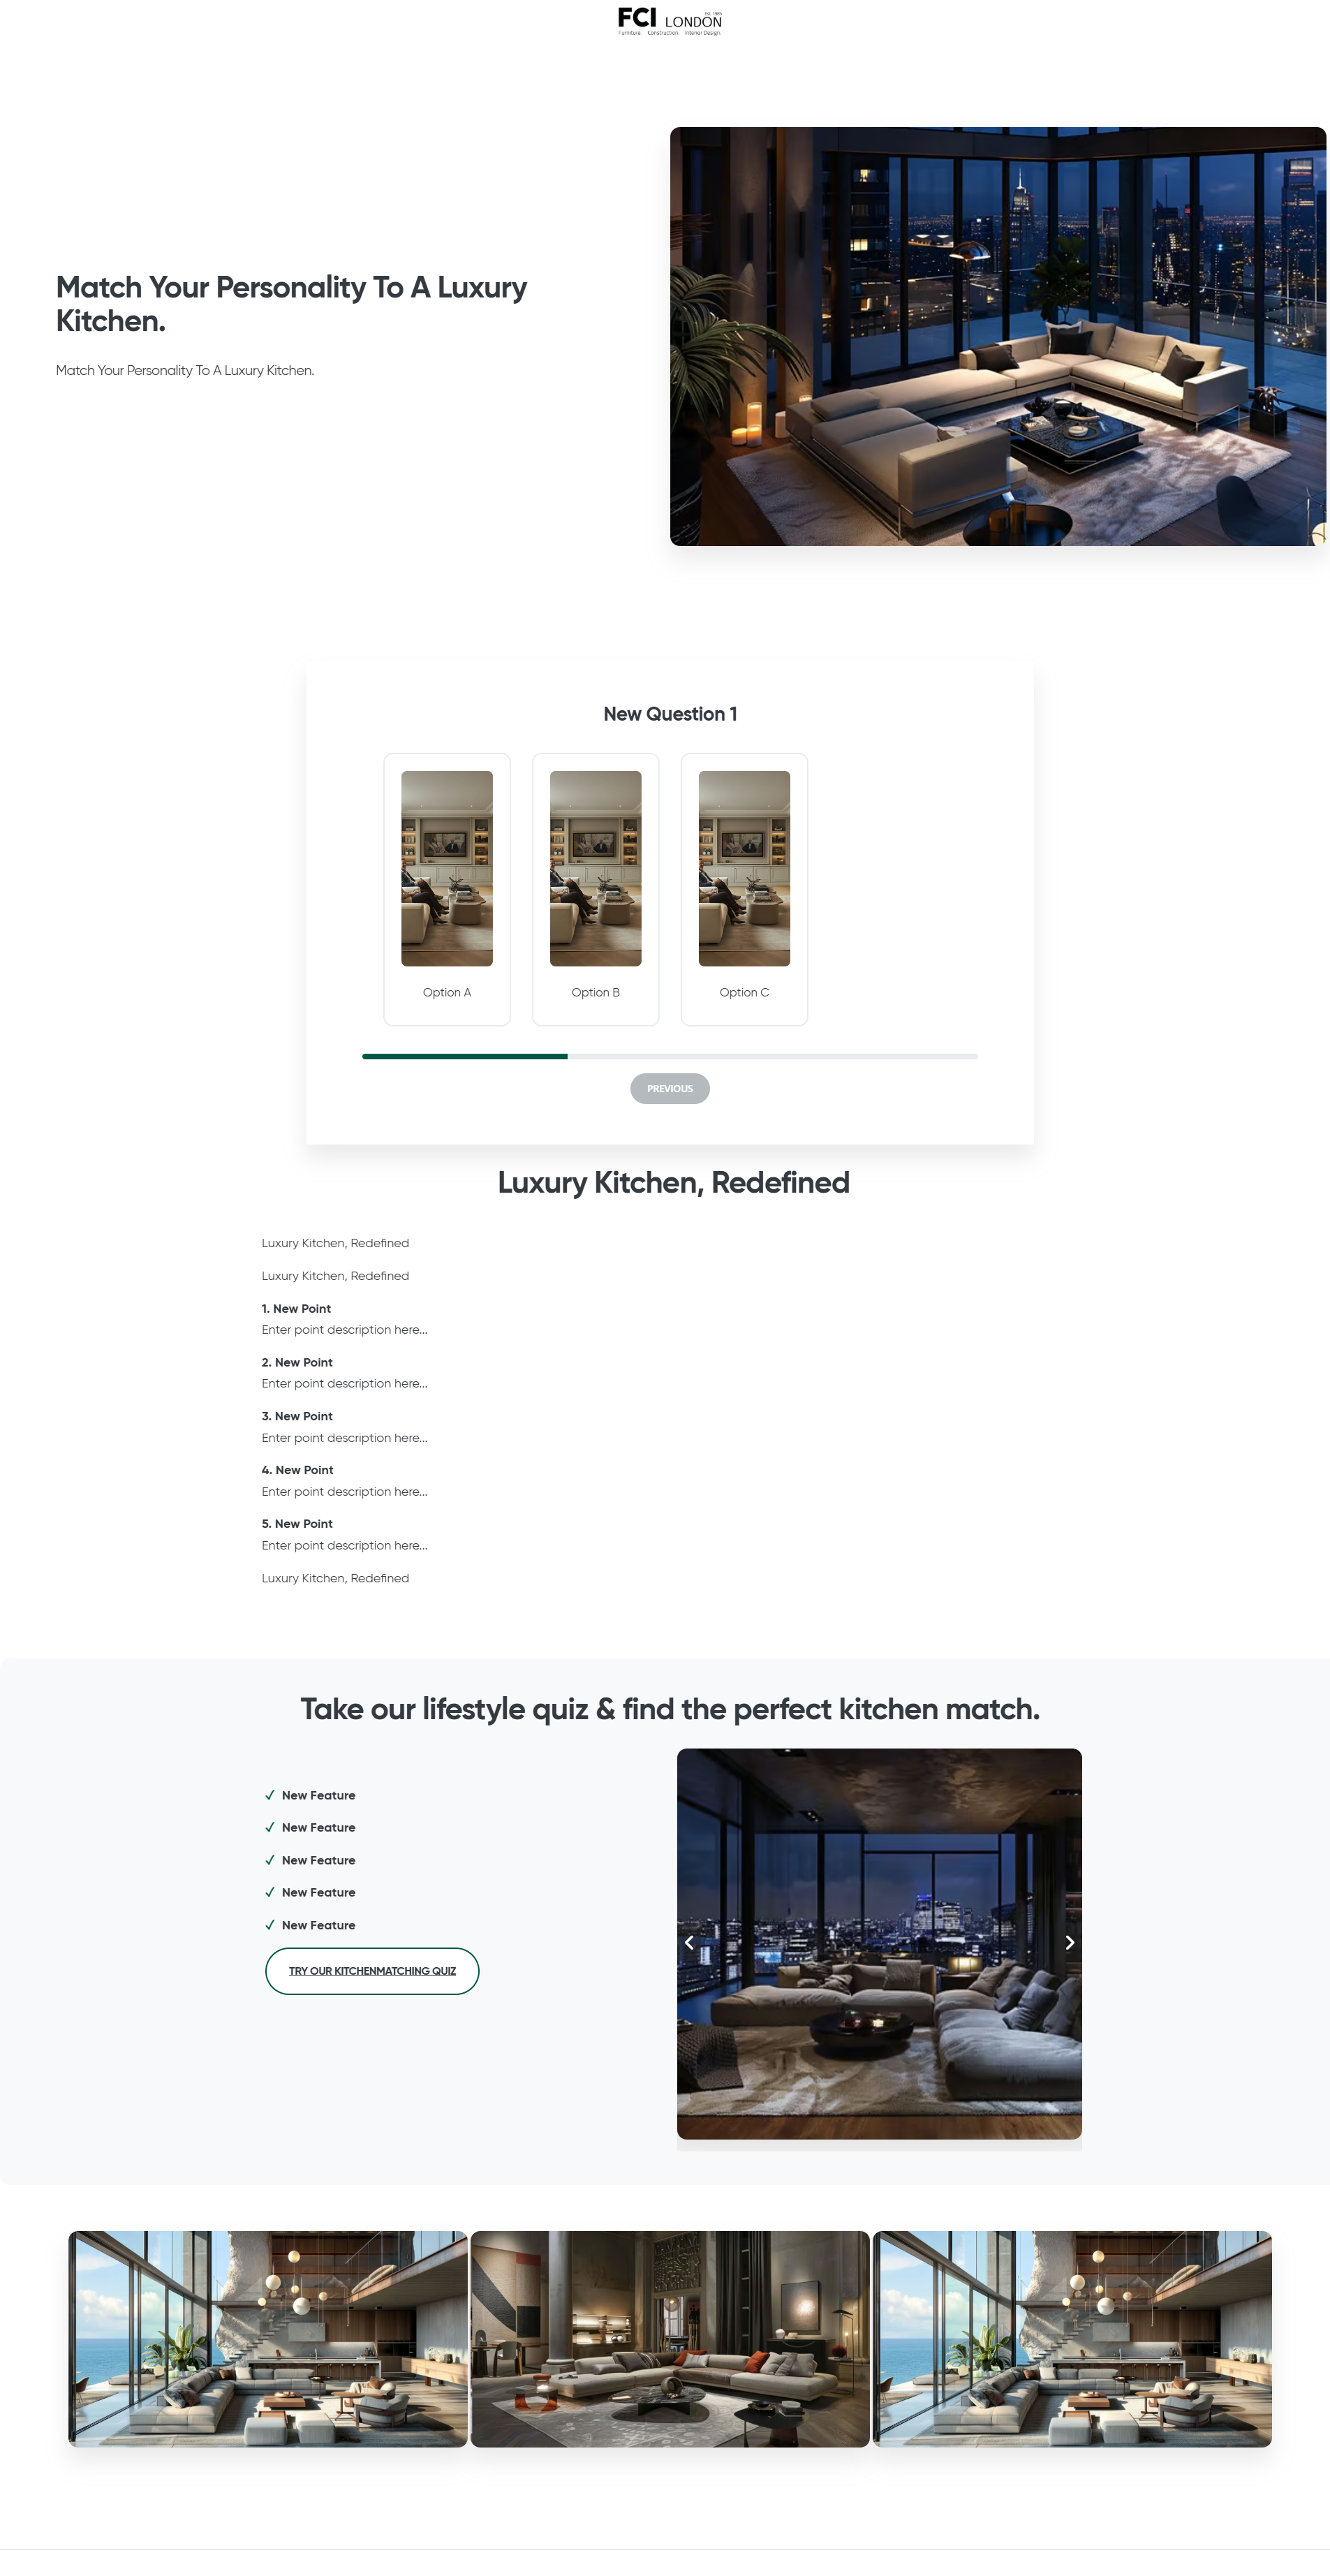 FCI LONDON
Est. 1985
Furniture. Construction. Interior Design.
Match Your Personality To A Luxury
Kitchen.
Match Your Personality To A Luxury Kitchen.
New Question 1
Option A
Option B
Option C
PREVIOUS
Luxury Kitchen, Redefined
Luxury Kitchen, Redefined
Luxury Kitchen, Redefined
1. New Point
Enter point description here...
2. New Point
Enter point description here...
3. New Point
Enter point description here...
4. New Point
Enter point description here...
5. New Point
Enter point description here...
Luxury Kitchen, Redefined
Take our lifestyle quiz & find the perfect kitchen match.
New Feature
New Feature
New Feature
New Feature
New Feature
TRY OUR KITCHENMATCHING QUIZ